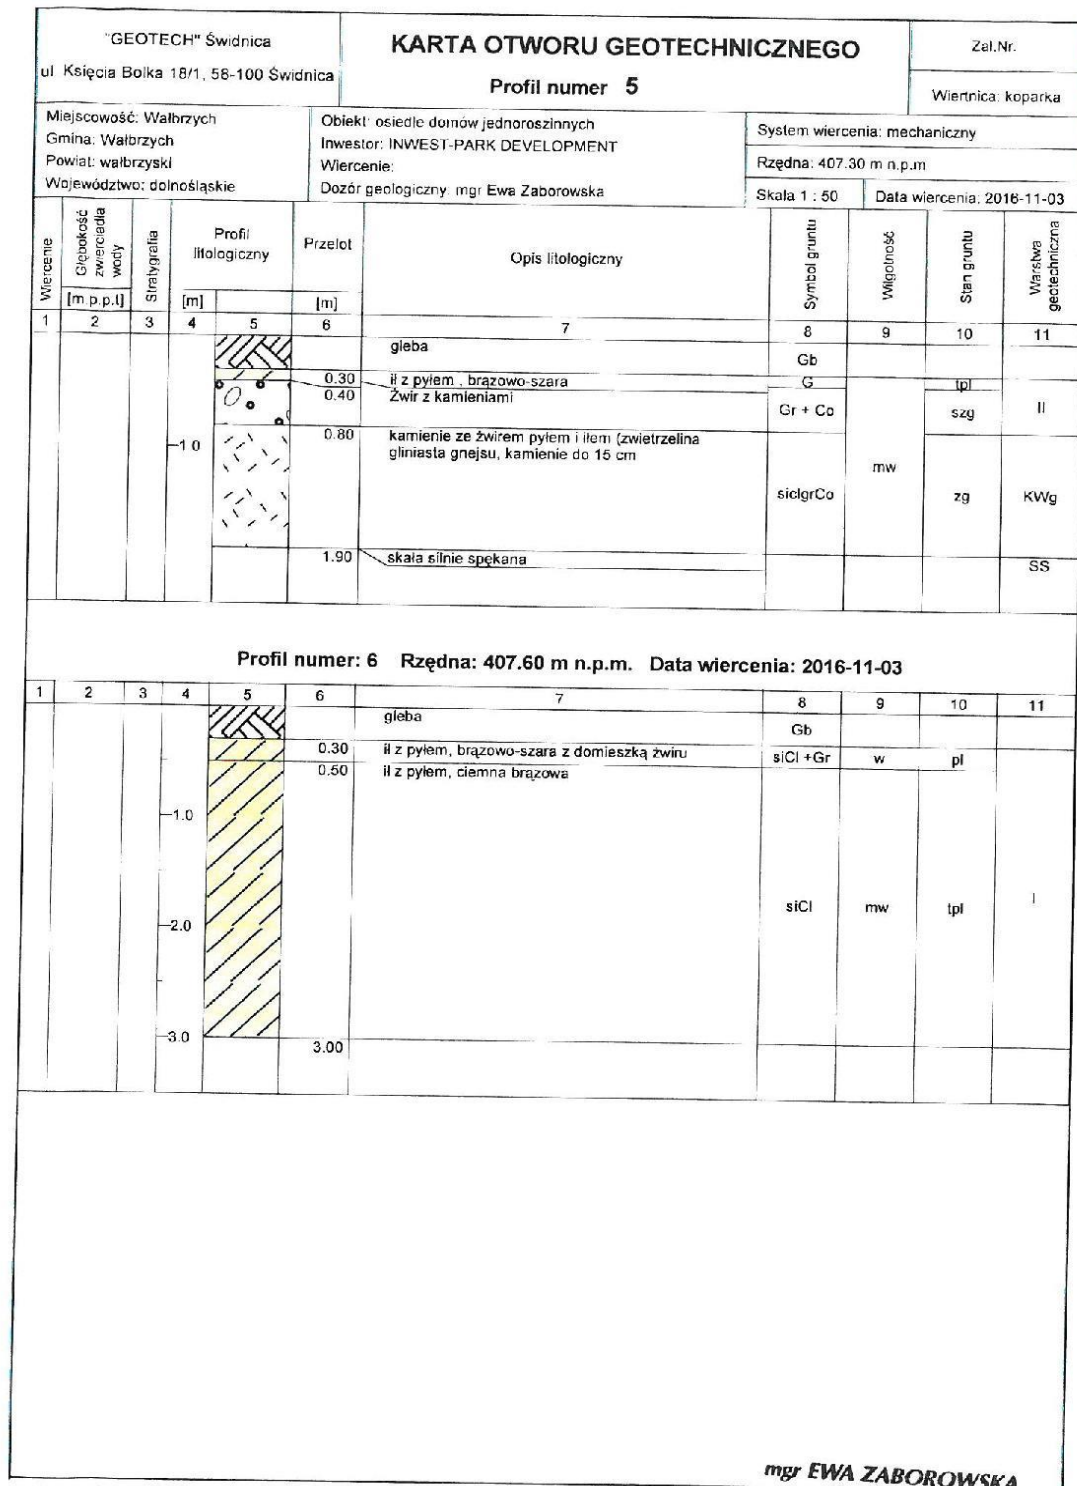 "GEOTECH" Świdnica
ul. Księcia Bolka 18/1, 58-100 Świdnica
KARTA OTWORU GEOTECHNICZNEGO
Profil numer 5
Zal.Nr.
Wiertnica: koparka
Miejscowość: Wałbrzych
Gmina: Wałbrzych
Powiat: wałbrzyski
Województwo: dolnośląskie
Obiekt: osiedle domów jednoroszinnych
Inwestor: INWEST-PARK DEVELOPMENT
Wiercenie:
Dozór geologiczny: mgr Ewa Zaborowska
System wiercenia: mechaniczny
Rzędna: 407.30 m n.p.m
Skala 1 : 50
Data wiercenia: 2016-11-03
Wiercenie
Głębokość zwierciadła wody
[m.p.p.t]
Stratygrafia
Profil litologiczny
[m]
Przelot
[m]
Opis litologiczny
Symbol gruntu
Wilgotność
Stan gruntu
Warstwa geotechniczna
1 2 3 4 5 6 7 8 9 10 11
gleba
Gb
0.30 ił z pyłem , brązowo-szara G tpl
0.40 Żwir z kamieniami Gr + Co szg II
0.80 kamienie ze żwirem pyłem i iłem (zwietrzelina
gliniasta gnejsu, kamienie do 15 cm
1.0
mw
siclgrCo zg KWg
1.90 skała silnie spękana SS
Profil numer: 6 Rzędna: 407.60 m n.p.m. Data wiercenia: 2016-11-03
1 2 3 4 5 6 7 8 9 10 11
gleba
Gb
0.30 ił z pyłem, brązowo-szara z domieszką żwiru siCl +Gr w pl
0.50 ił z pyłem, ciemna brązowa
1.0
siCl mw tpl I
2.0
3.0
3.00
mgr EWA ZABOROWSKA